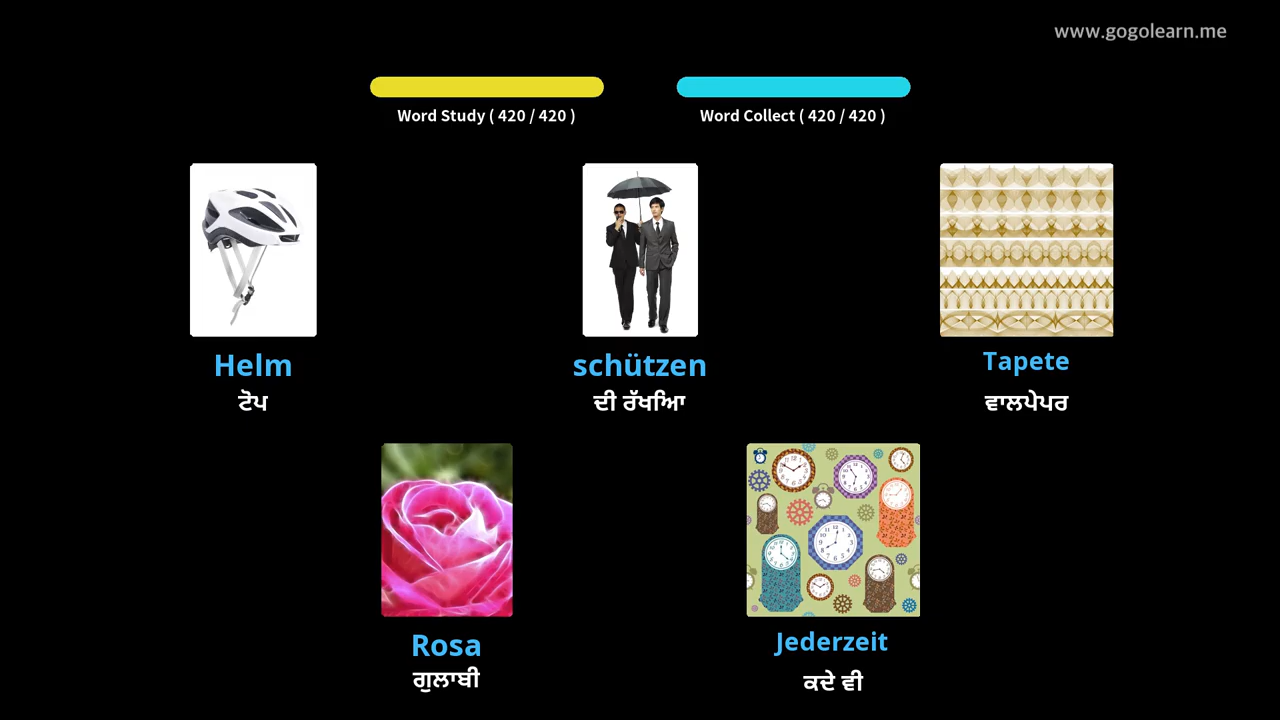 www.gogolearn.me
Word Study ( 420 / 420 )
Word Collect ( 420 / 420 )
Helm
ਟੋਪ
schützen
ਦੀ ਰੱਖਿਆ
Tapete
ਵਾਲਪੇਪਰ
Rosa
ਗੁਲਾਬੀ
Jederzeit
ਕਦੇ ਵੀ